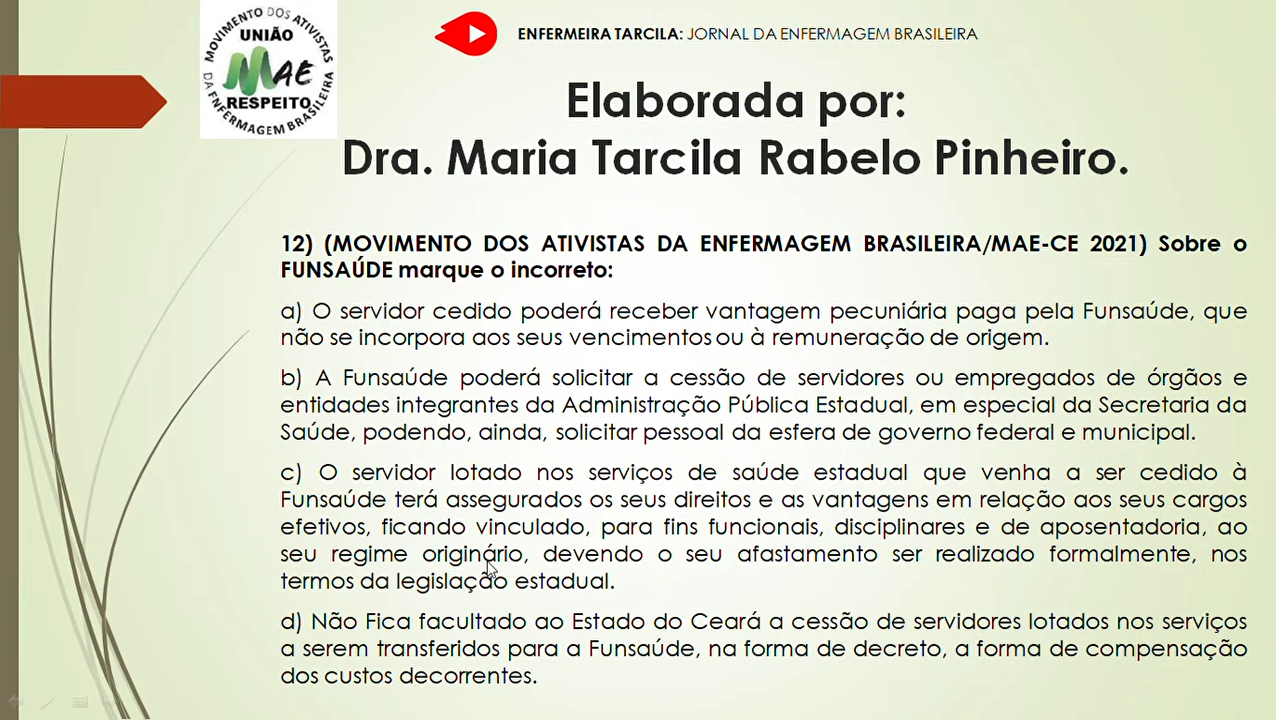 MOVIMENTO DOS ATIVISTAS
UNIÃO
MAE
RESPEITO
DA ENFERMAGEM BRASILEIRA
ENFERMEIRA TARCILA: JORNAL DA ENFERMAGEM BRASILEIRA
Elaborada por:
Dra. Maria Tarcila Rabelo Pinheiro.
12) (MOVIMENTO DOS ATIVISTAS DA ENFERMAGEM BRASILEIRA/MAE-CE 2021) Sobre o
FUNSAÚDE marque o incorreto:
a) O servidor cedido poderá receber vantagem pecuniária paga pela Funsaúde, que
não se incorpora aos seus vencimentos ou à remuneração de origem.
b) A Funsaúde poderá solicitar a cessão de servidores ou empregados de órgãos e
entidades integrantes da Administração Pública Estadual, em especial da Secretaria da
Saúde, podendo, ainda, solicitar pessoal da esfera de governo federal e municipal.
c) O servidor lotado nos serviços de saúde estadual que venha a ser cedido à
Funsaúde terá assegurados os seus direitos e as vantagens em relação aos seus cargos
efetivos, ficando vinculado, para fins funcionais, disciplinares e de aposentadoria, ao
seu regime originário, devendo o seu afastamento ser realizado formalmente, nos
termos da legislação estadual.
d) Não Fica facultado ao Estado do Ceará a cessão de servidores lotados nos serviços
a serem transferidos para a Funsaúde, na forma de decreto, a forma de compensação
dos custos decorrentes.